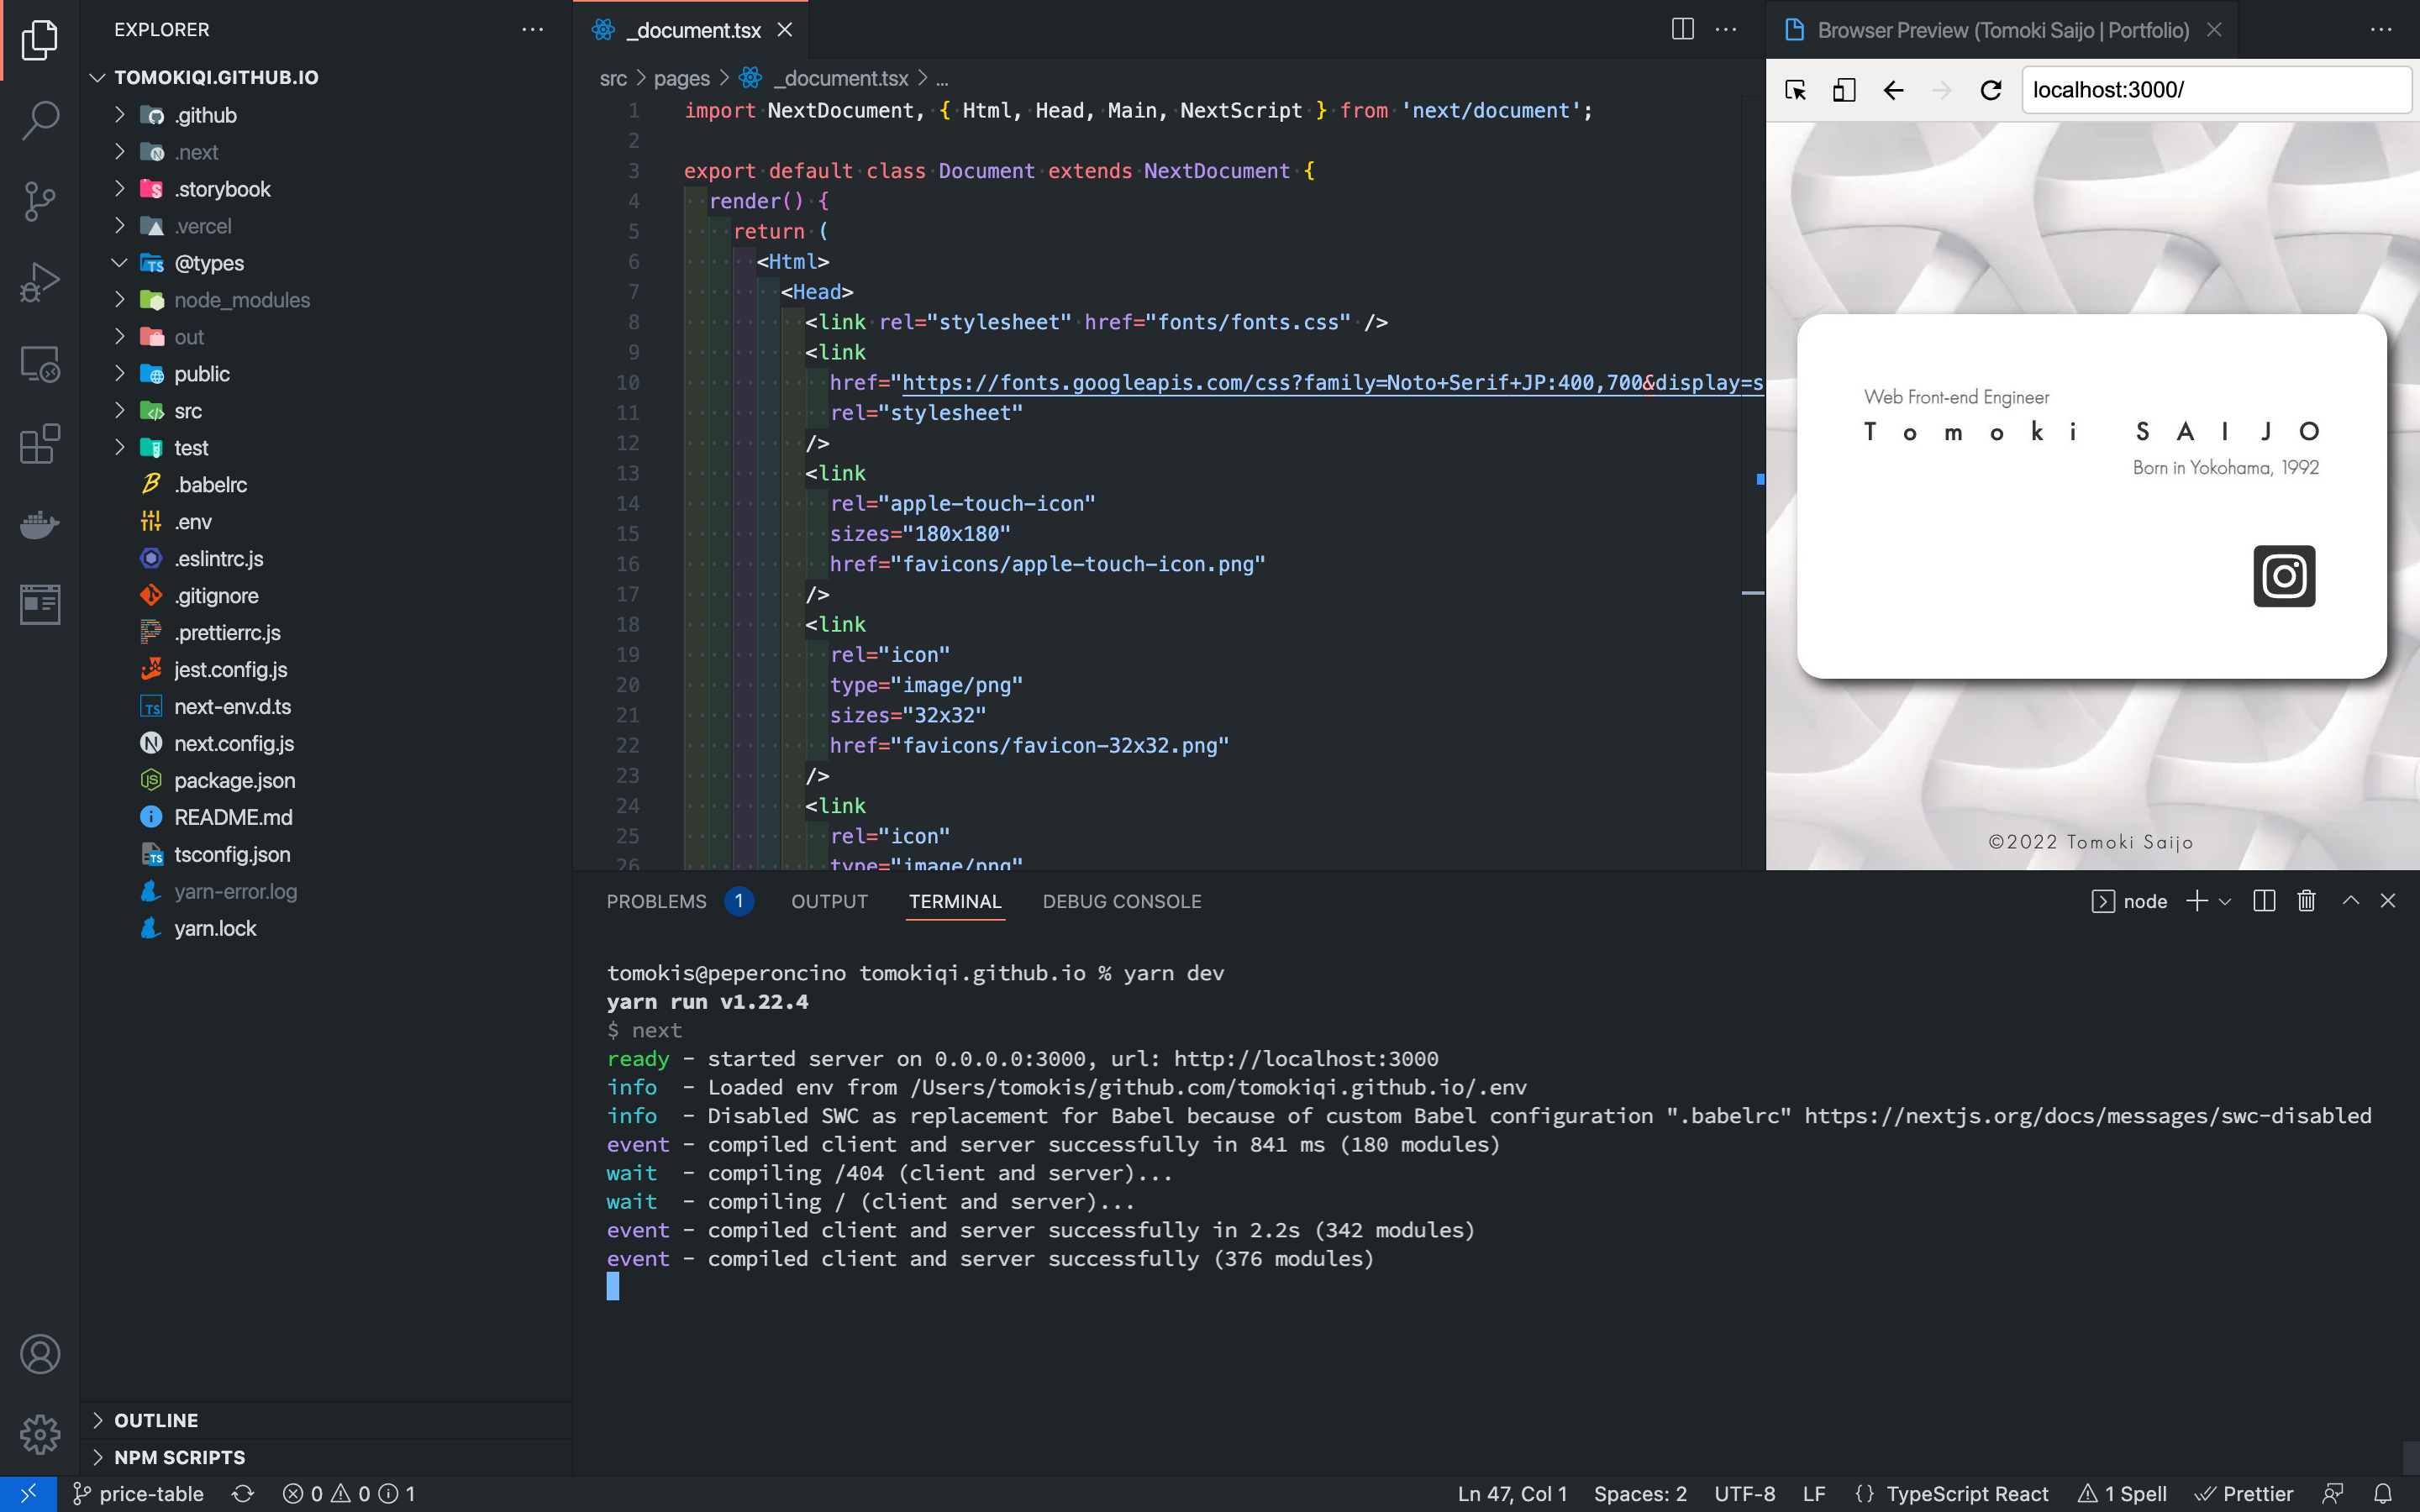 EXPLORER
TOMOKIQI.GITHUB.IO
.github
.next
.storybook
.vercel
@types
node_modules
out
public
src
test
.babelrc
.env
.eslintrc.js
.gitignore
.prettierrc.js
jest.config.js
next-env.d.ts
next.config.js
package.json
README.md
tsconfig.json
yarn-error.log
yarn.lock
OUTLINE
NPM SCRIPTS
_document.tsx
src > pages > _document.tsx > ...
1 import NextDocument, { Html, Head, Main, NextScript } from 'next/document';
2
3 export default class Document extends NextDocument {
4 render() {
5 return (
6 <Html>
7 <Head>
8 <link rel="stylesheet" href="fonts/fonts.css" />
9 <link
10 href="https://fonts.googleapis.com/css?family=Noto+Serif+JP:400,700&display=s
11 rel="stylesheet"
12 />
13 <link
14 rel="apple-touch-icon"
15 sizes="180x180"
16 href="favicons/apple-touch-icon.png"
17 />
18 <link
19 rel="icon"
20 type="image/png"
21 sizes="32x32"
22 href="favicons/favicon-32x32.png"
23 />
24 <link
25 rel="icon"
26 type="image/png"
Browser Preview (Tomoki Saijo | Portfolio)
localhost:3000/
Web Front-end Engineer
Tomoki SAIJO
Born in Yokohama, 1992
©2022 Tomoki Saijo
PROBLEMS 1 OUTPUT TERMINAL DEBUG CONSOLE
node
tomokis@peperoncino tomokiqi.github.io % yarn dev
yarn run v1.22.4
$ next
ready - started server on 0.0.0.0:3000, url: http://localhost:3000
info - Loaded env from /Users/tomokis/github.com/tomokiqi.github.io/.env
info - Disabled SWC as replacement for Babel because of custom Babel configuration ".babelrc" https://nextjs.org/docs/messages/swc-disabled
event - compiled client and server successfully in 841 ms (180 modules)
wait - compiling /404 (client and server)...
wait - compiling / (client and server)...
event - compiled client and server successfully in 2.2s (342 modules)
event - compiled client and server successfully (376 modules)
price-table 0 0 1 Ln 47, Col 1 Spaces: 2 UTF-8 LF {} TypeScript React 1 Spell Prettier